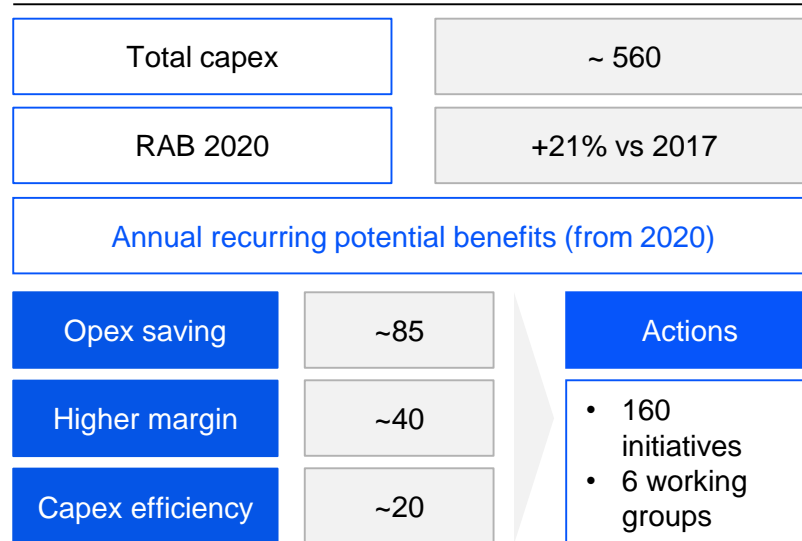 Total capex
~ 560
RAB 2020
+21% vs 2017
Annual recurring potential benefits (from 2020)
Opex saving
~85
Actions
Higher margin
~40
• 160
initiatives
• 6 working
groups
Capex efficiency
~20